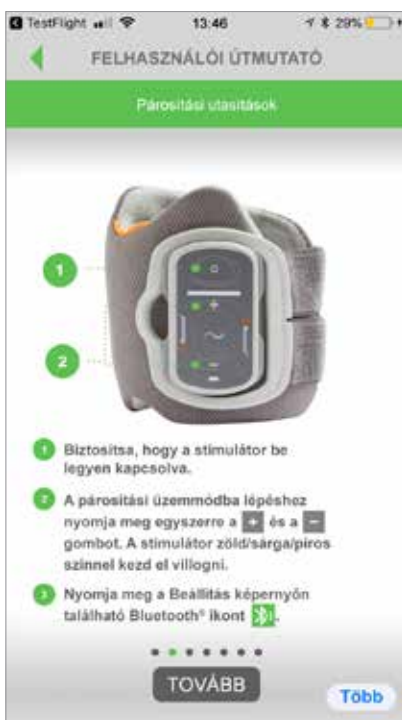 TestFlight 13:46 29%
FELHASZNÁLÓI ÚTMUTATÓ
Párosítási utasítások
1
2
1 Biztosítsa, hogy a stimulátor be
legyen kapcsolva.
2 A párosítási üzemmódba lépéshez
nyomja meg egyszerre a + és a −
gombot. A stimulátor zöld/sárga/piros
színnel kezd el villogni.
3 Nyomja meg a Beállítás képernyőn
található Bluetooth® ikont.
TOVÁBB
Több